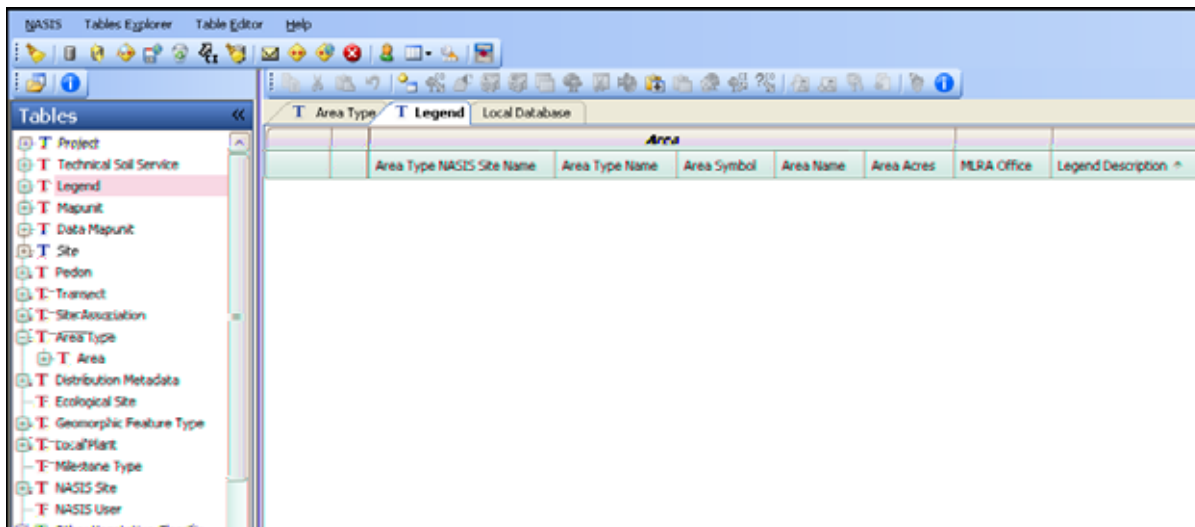 NASIS Tables Explorer Table Editor Help
Tables «
T Area Type T Legend Local Database
Area
Area Type NASIS Site Name Area Type Name Area Symbol Area Name Area Acres MLRA Office Legend Description
T Project
T Technical Soil Service
T Legend
T Mapunit
T Data Mapunit
T Site
T Pedon
T Transect
T Site Association
T Area Type
T Area
T Distribution Metadata
T Ecological Site
T Geomorphic Feature Type
T Local Plant
T Milestone Type
T NASIS Site
T NASIS User